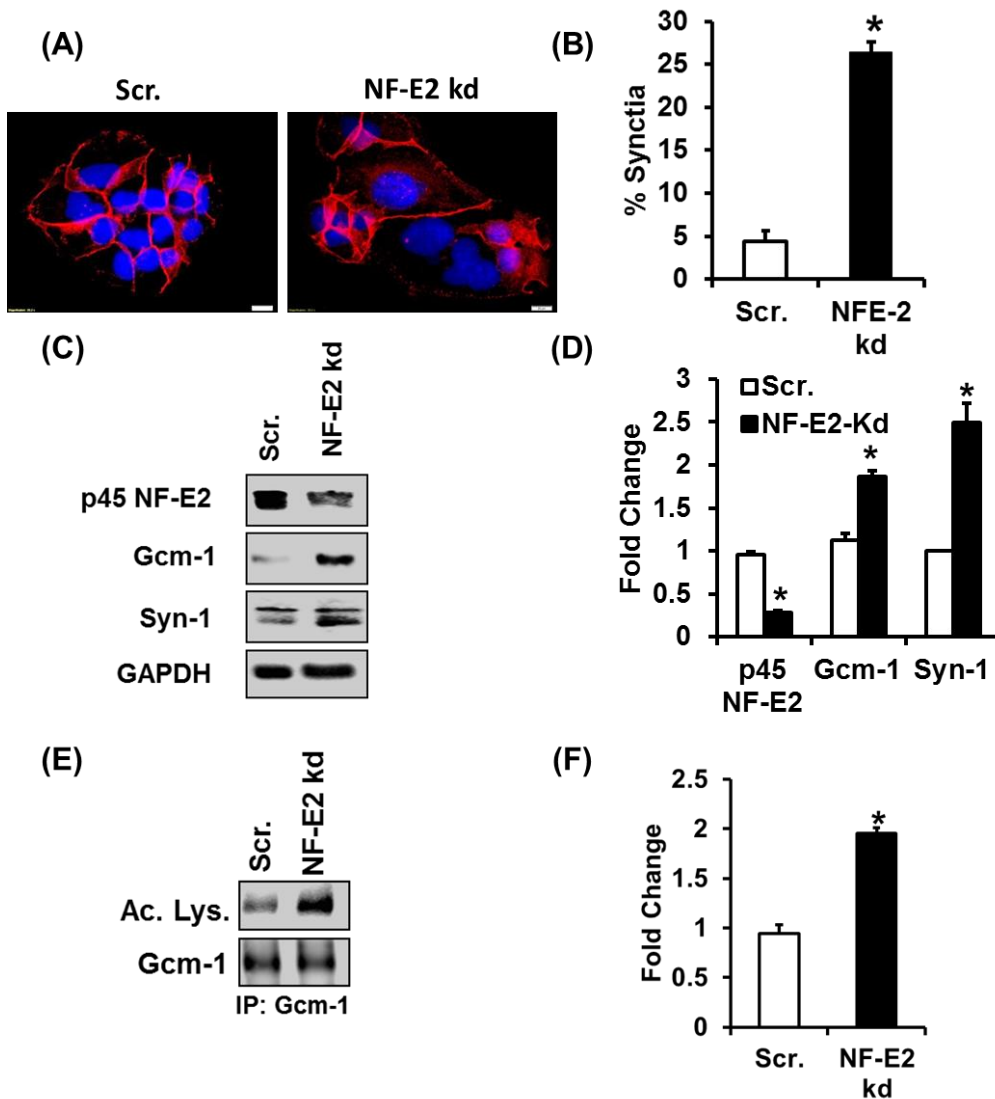 (A)
Scr.
NF-E2 kd
(B)
30
25
20
15
10
5
0
% Synctia
*
Scr.
NFE-2
kd
(C)
Scr.
NF-E2 kd
p45 NF-E2
Gcm-1
Syn-1
GAPDH
(D)
3
2.5
2
1.5
1
0.5
0
Fold Change
Scr.
NF-E2-Kd
*
*
*
p45
NF-E2
Gcm-1
Syn-1
(E)
Scr.
NF-E2 kd
Ac. Lys.
Gcm-1
IP: Gcm-1
(F)
2.5
2
1.5
1
0.5
0
Fold Change
*
Scr.
NF-E2
kd